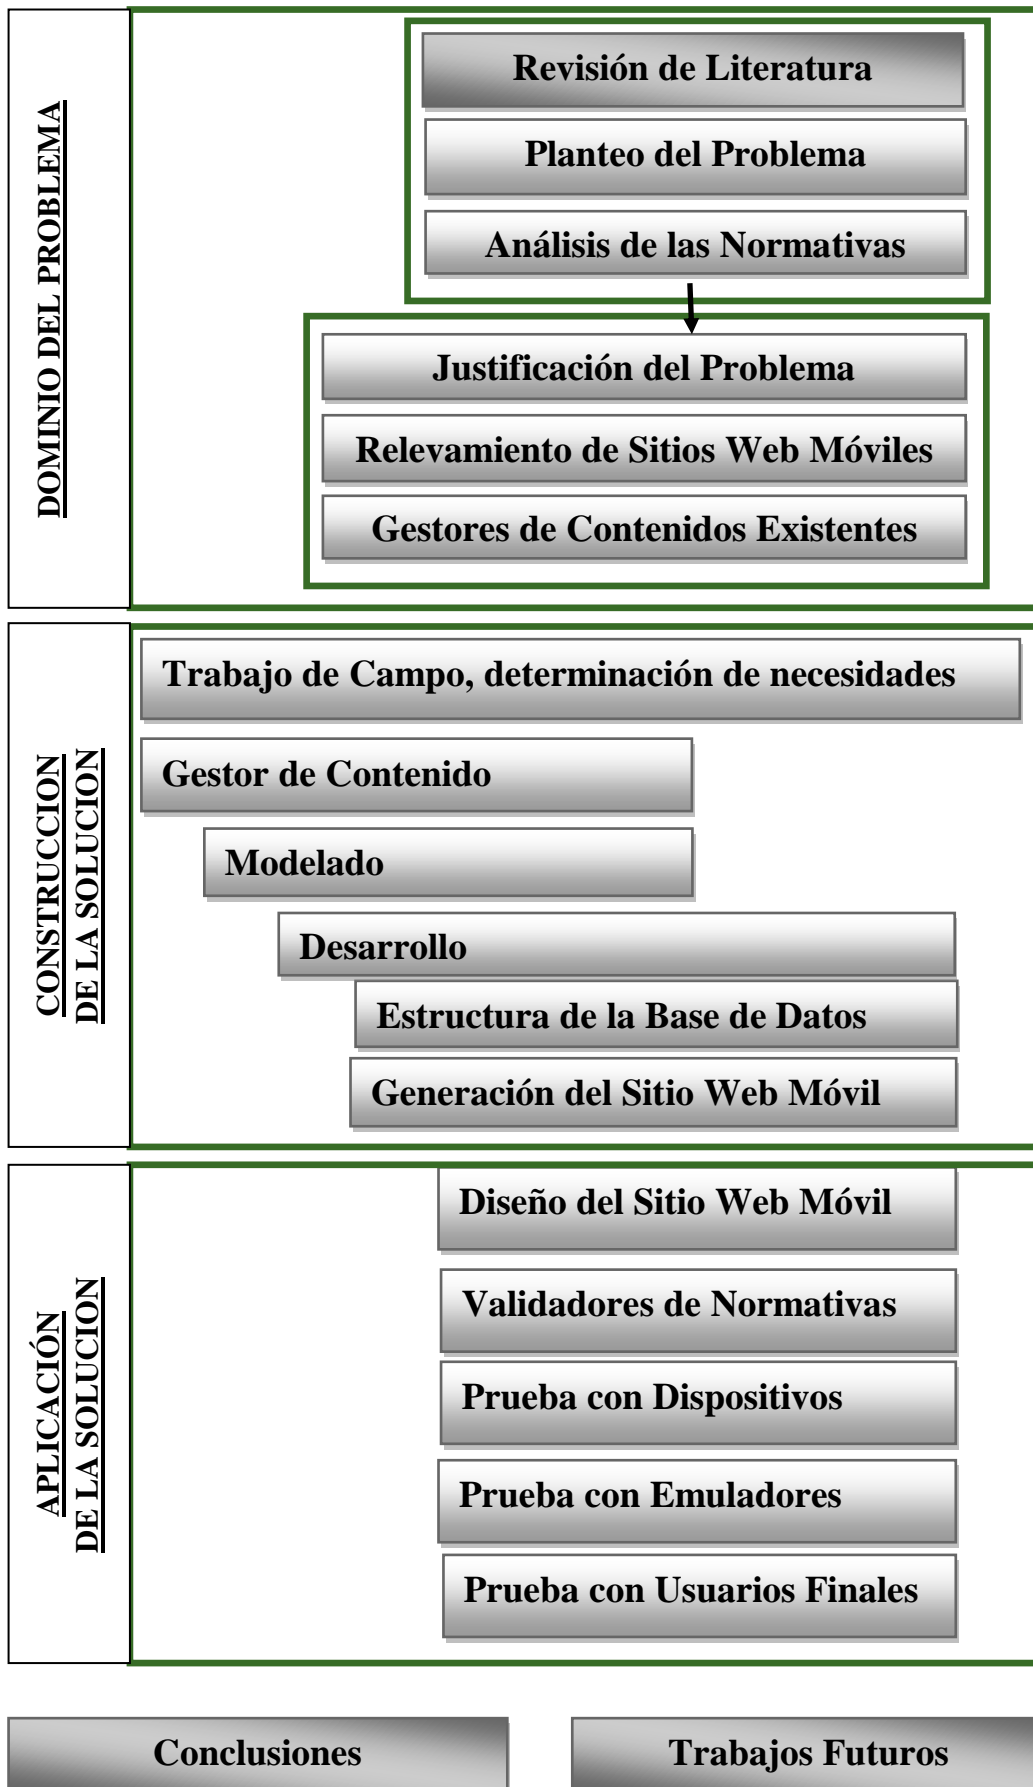 DOMINIO DEL PROBLEMA
Revisión de Literatura
Planteo del Problema
Análisis de las Normativas
Justificación del Problema
Relevamiento de Sitios Web Móviles
Gestores de Contenidos Existentes
CONSTRUCCION
DE LA SOLUCION
Trabajo de Campo, determinación de necesidades
Gestor de Contenido
Modelado
Desarrollo
Estructura de la Base de Datos
Generación del Sitio Web Móvil
APLICACIÓN
DE LA SOLUCION
Diseño del Sitio Web Móvil
Validadores de Normativas
Prueba con Dispositivos
Prueba con Emuladores
Prueba con Usuarios Finales
Conclusiones
Trabajos Futuros